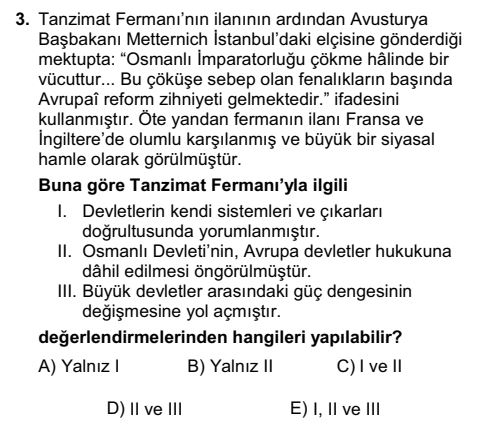 3. Tanzimat Fermanı’nın ilanının ardından Avusturya
Başbakanı Metternich İstanbul’daki elçisine gönderdiği
mektupta: “Osmanlı İmparatorluğu çökme hâlinde bir
vücuttur... Bu çöküşe sebep olan fenalıkların başında
Avrupaî reform zihniyeti gelmektedir.” ifadesini
kullanmıştır. Öte yandan fermanın ilanı Fransa ve
İngiltere’de olumlu karşılanmış ve büyük bir siyasal
hamle olarak görülmüştür.
Buna göre Tanzimat Fermanı’yla ilgili
I. Devletlerin kendi sistemleri ve çıkarları
doğrultusunda yorumlanmıştır.
II. Osmanlı Devleti’nin, Avrupa devletler hukukuna
dâhil edilmesi öngörülmüştür.
III. Büyük devletler arasındaki güç dengesinin
değişmesine yol açmıştır.
değerlendirmelerinden hangileri yapılabilir?
A) Yalnız I B) Yalnız II C) I ve II
D) II ve III E) I, II ve III